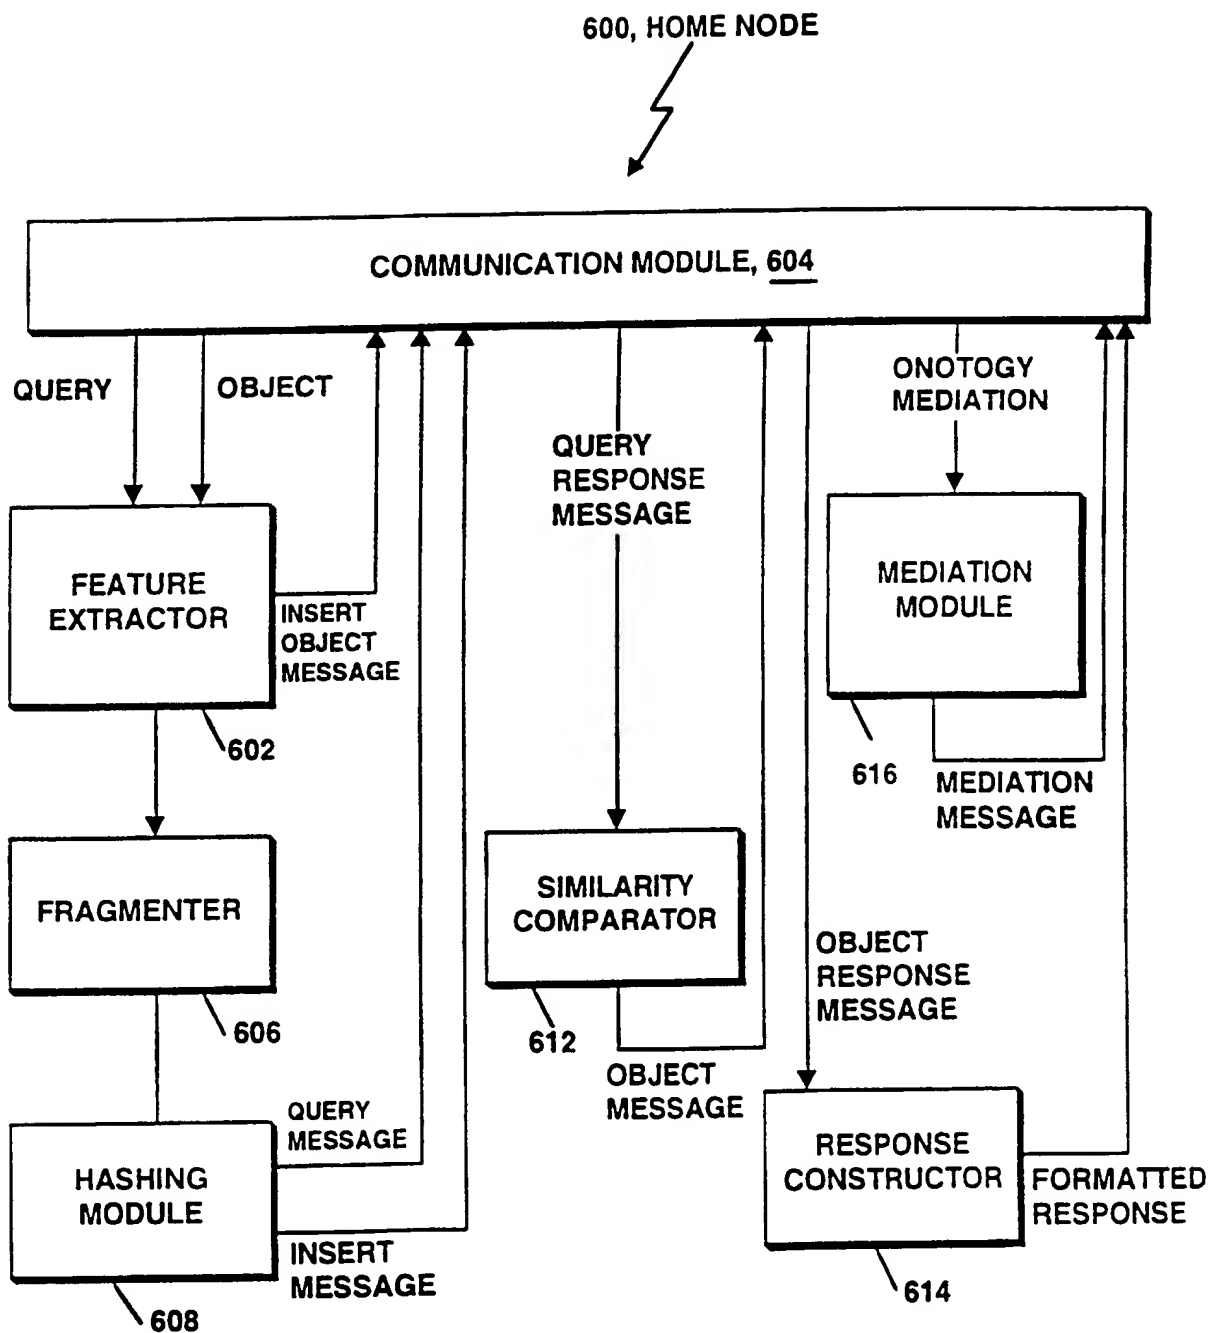 600, HOME NODE
COMMUNICATION MODULE, 604
QUERY
OBJECT
ONOTOGY
MEDIATION
QUERY
RESPONSE
MESSAGE
FEATURE
EXTRACTOR
INSERT
OBJECT
MESSAGE
602
MEDIATION
MODULE
616
MEDIATION
MESSAGE
FRAGMENTER
606
SIMILARITY
COMPARATOR
612
OBJECT
MESSAGE
OBJECT
RESPONSE
MESSAGE
QUERY
MESSAGE
HASHING
MODULE
INSERT
MESSAGE
608
RESPONSE
CONSTRUCTOR
FORMATTED
RESPONSE
614